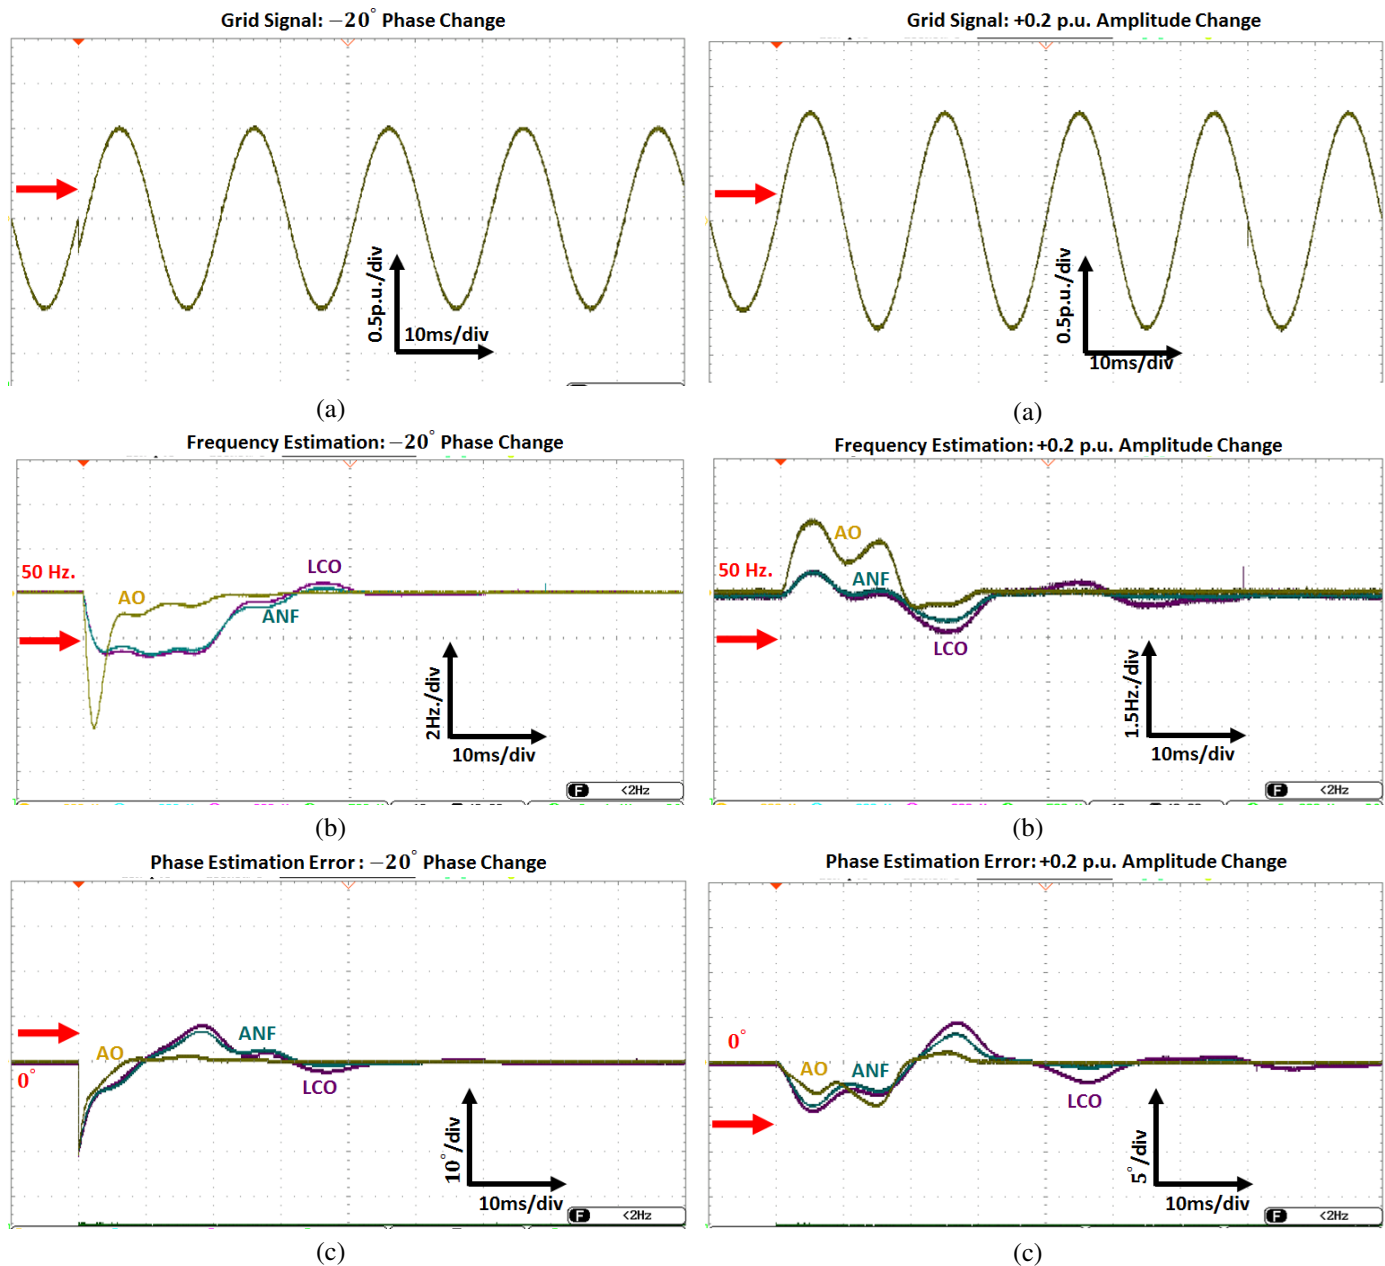 Grid Signal: −20° Phase Change
0.5p.u./div
10ms/div
(a)
Frequency Estimation: −20° Phase Change
50 Hz.
AO
LCO
ANF
2Hz./div
10ms/div
F <2Hz
(b)
Phase Estimation Error: −20° Phase Change
AO
ANF
0°
LCO
10°/div
10ms/div
F <2Hz
(c)
Grid Signal: +0.2 p.u. Amplitude Change
0.5p.u./div
10ms/div
(a)
Frequency Estimation: +0.2 p.u. Amplitude Change
AO
50 Hz.
ANF
LCO
1.5Hz./div
10ms/div
F <2Hz
(b)
Phase Estimation Error: +0.2 p.u. Amplitude Change
0°
AO
ANF
LCO
5°/div
10ms/div
F <2Hz
(c)